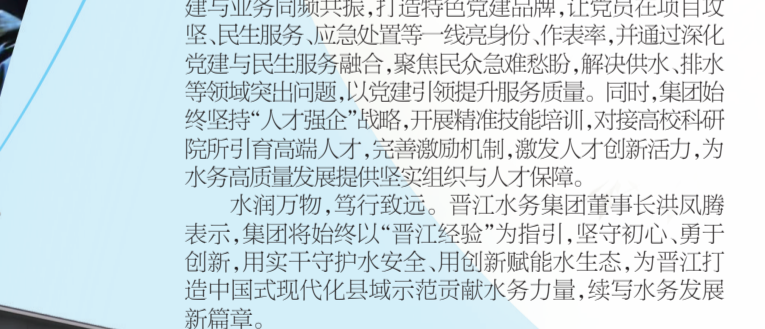 建与业务同频共振,打造特色党建品牌,让党员在项目攻
坚、民生服务、应急处置等一线亮身份、作表率,并通过深化
党建与民生服务融合,聚焦民众急难愁盼,解决供水、排水
等领域突出问题,以党建引领提升服务质量。同时,集团始
终坚持“人才强企”战略,开展精准技能培训,对接高校科研
院所引育高端人才,完善激励机制,激发人才创新活力,为
水务高质量发展提供坚实组织与人才保障。
水润万物,笃行致远。晋江水务集团董事长洪凤腾
表示,集团将始终以“晋江经验”为指引,坚守初心、勇于
创新,用实干守护水安全、用创新赋能水生态,为晋江打
造中国式现代化县域示范贡献水务力量,续写水务发展
新篇章。